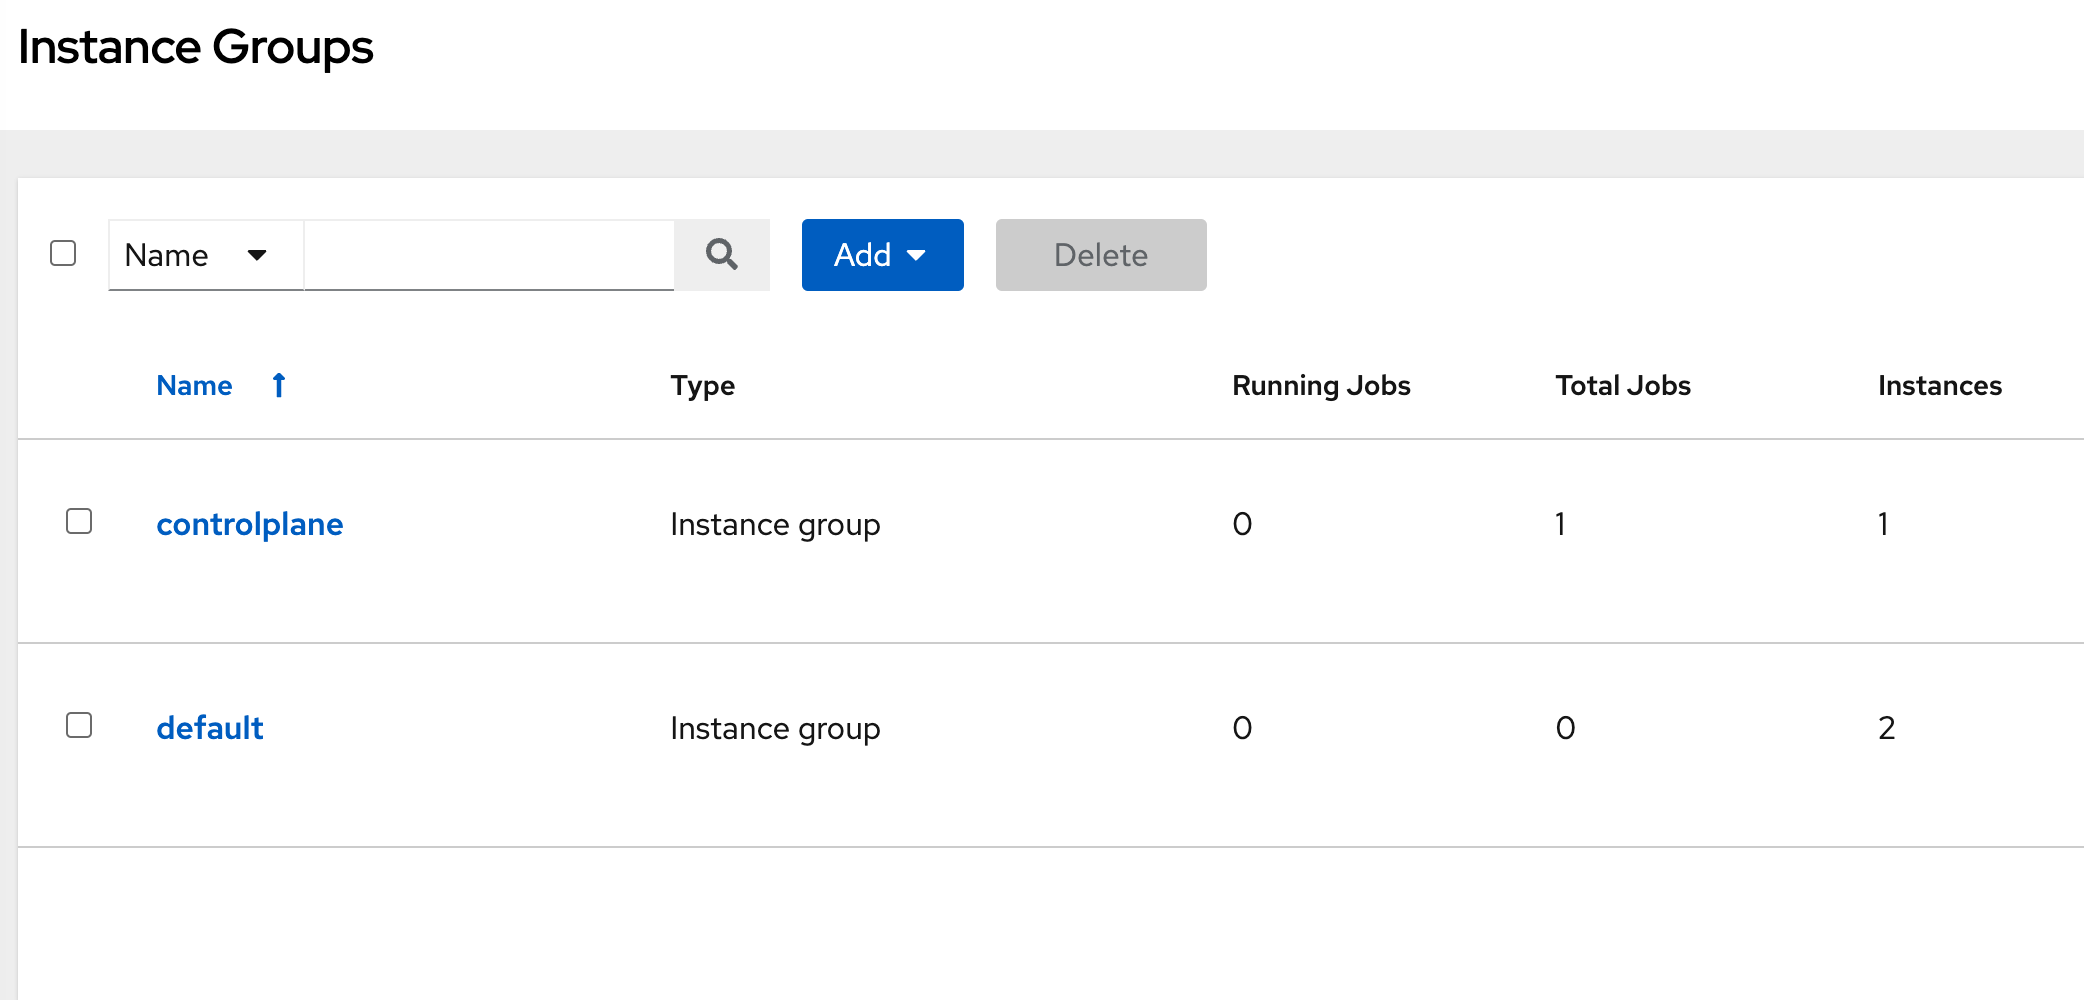 Instance Groups
Name Add Delete
Name Type Running Jobs Total Jobs Instances
controlplane Instance group 0 1 1
default Instance group 0 0 2